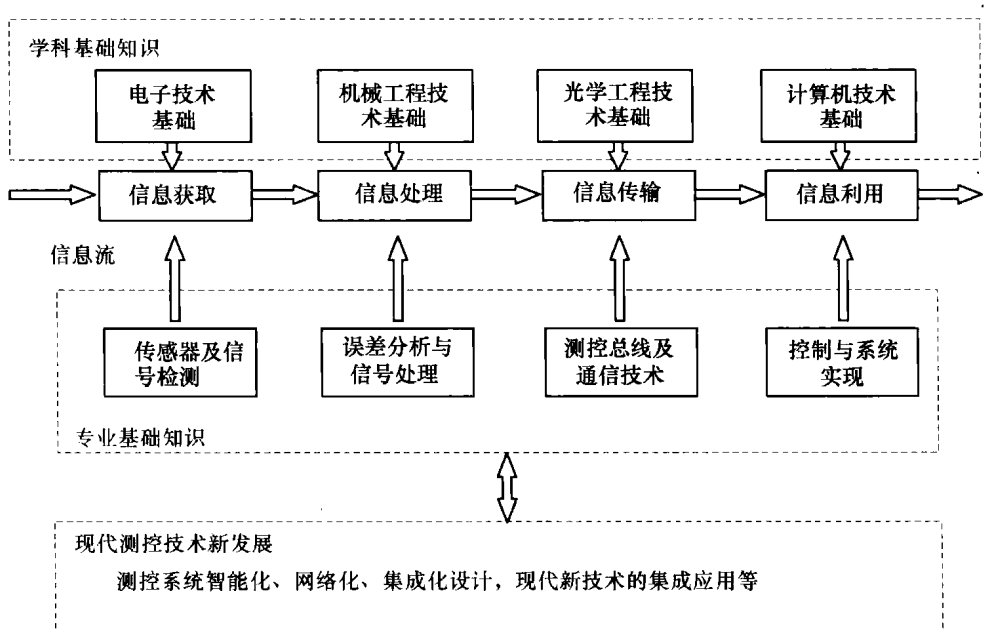 学科基础知识
电子技术
基础
机械工程技
术基础
光学工程技
术基础
计算机技术
基础
信息获取
信息处理
信息传输
信息利用
信息流
传感器及信
号检测
误差分析与
信号处理
测控总线及
通信技术
控制与系统
实现
专业基础知识
现代测控技术新发展
测控系统智能化、网络化、集成化设计，现代新技术的集成应用等